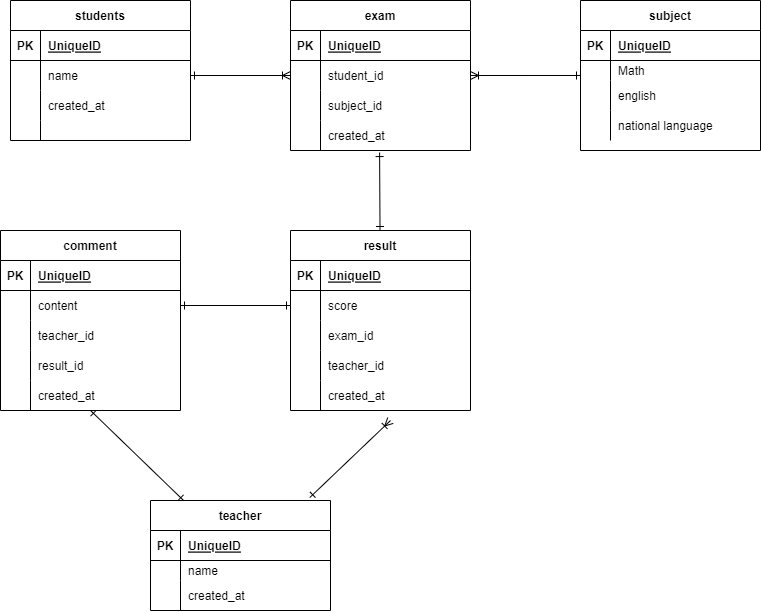 students
PK UniqueID
name
created_at
exam
PK UniqueID
student_id
subject_id
created_at
subject
PK UniqueID
Math
english
national language
comment
PK UniqueID
content
teacher_id
result_id
created_at
result
PK UniqueID
score
exam_id
teacher_id
created_at
teacher
PK UniqueID
name
created_at